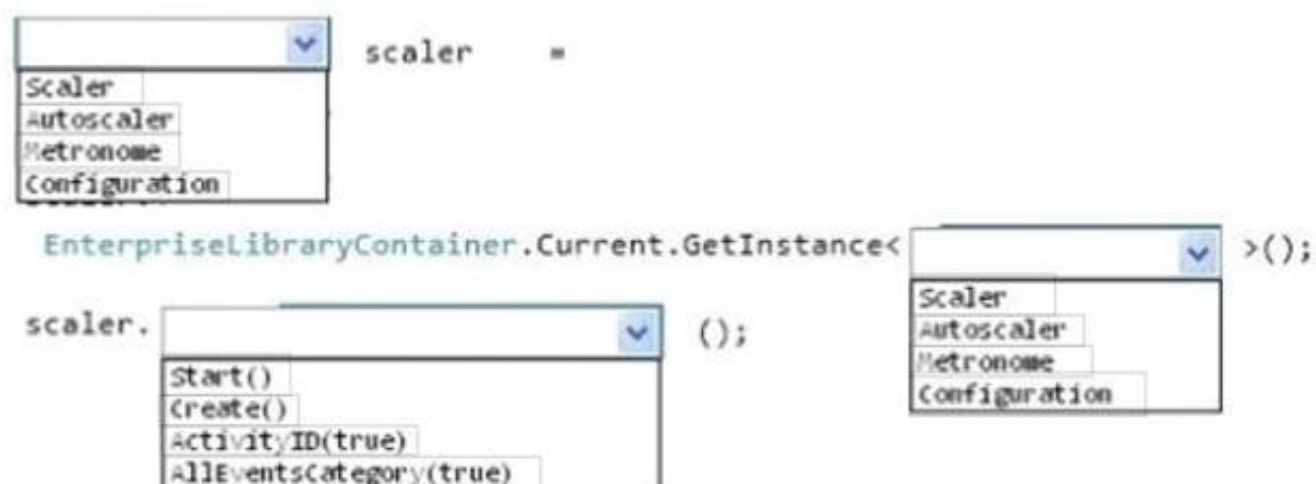 scaler =
Scaler
Autoscaler
Metronome
Configuration
EnterpriseLibraryContainer.Current.GetInstance< >();
Scaler
Autoscaler
Metronome
Configuration
scaler. ();
Start()
Create()
ActivityID(true)
AllEventsCategory(true)